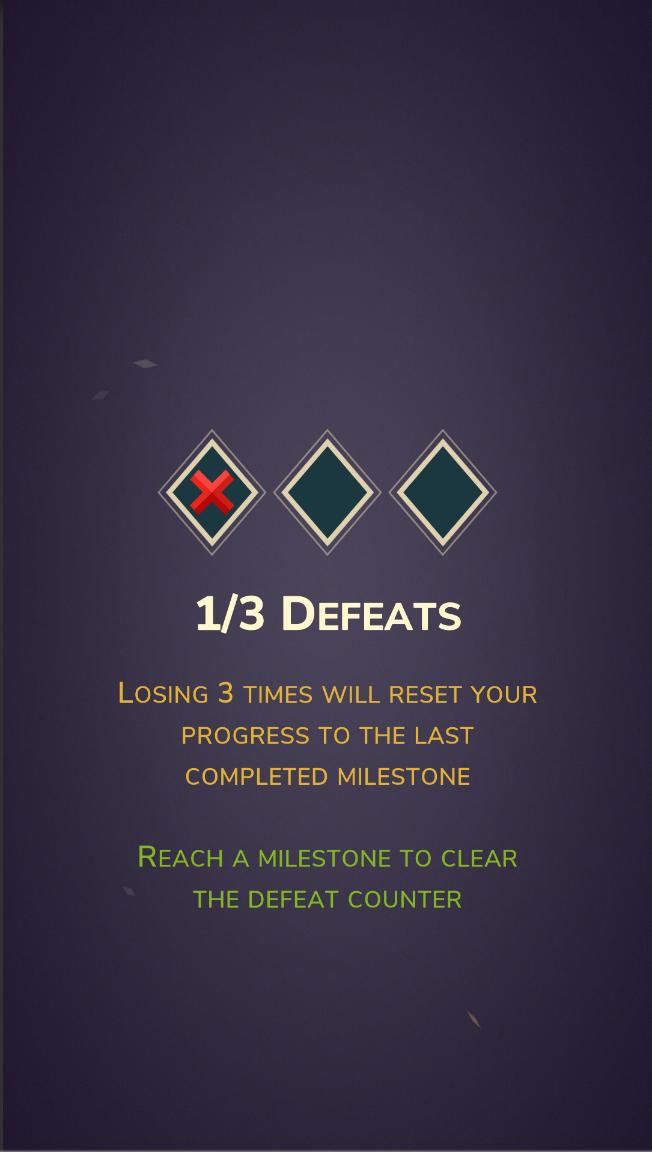 1/3 Defeats
Losing 3 times will reset your
progress to the last
completed milestone
Reach a milestone to clear
the defeat counter